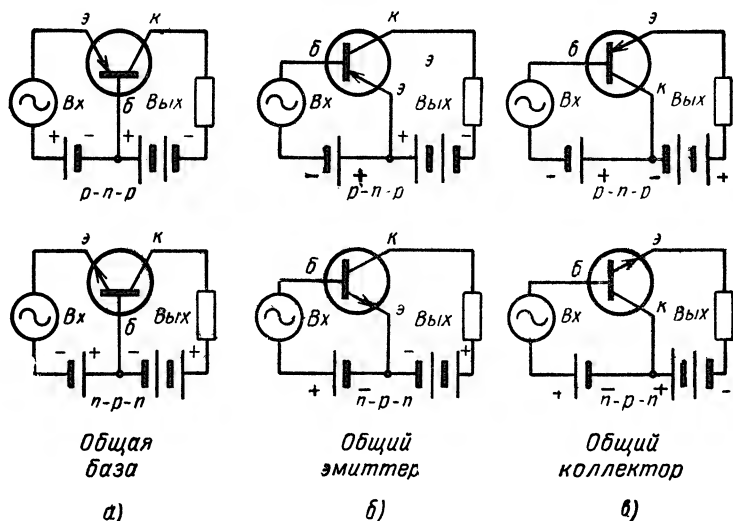 э к б к э э к
б э в к
Вх б Вых Вх э Вых Вх к Вых
+ - + - - + + - - + - +
p-n-p p-n-p p-n-p
э к б к б э
Вх б Вых Вх э Вых Вх к Вых
- + - + + - - + + - + -
n-p-n n-p-n n-p-n
Общая Общий Общий
база эмиттер коллектор
а) б) в)